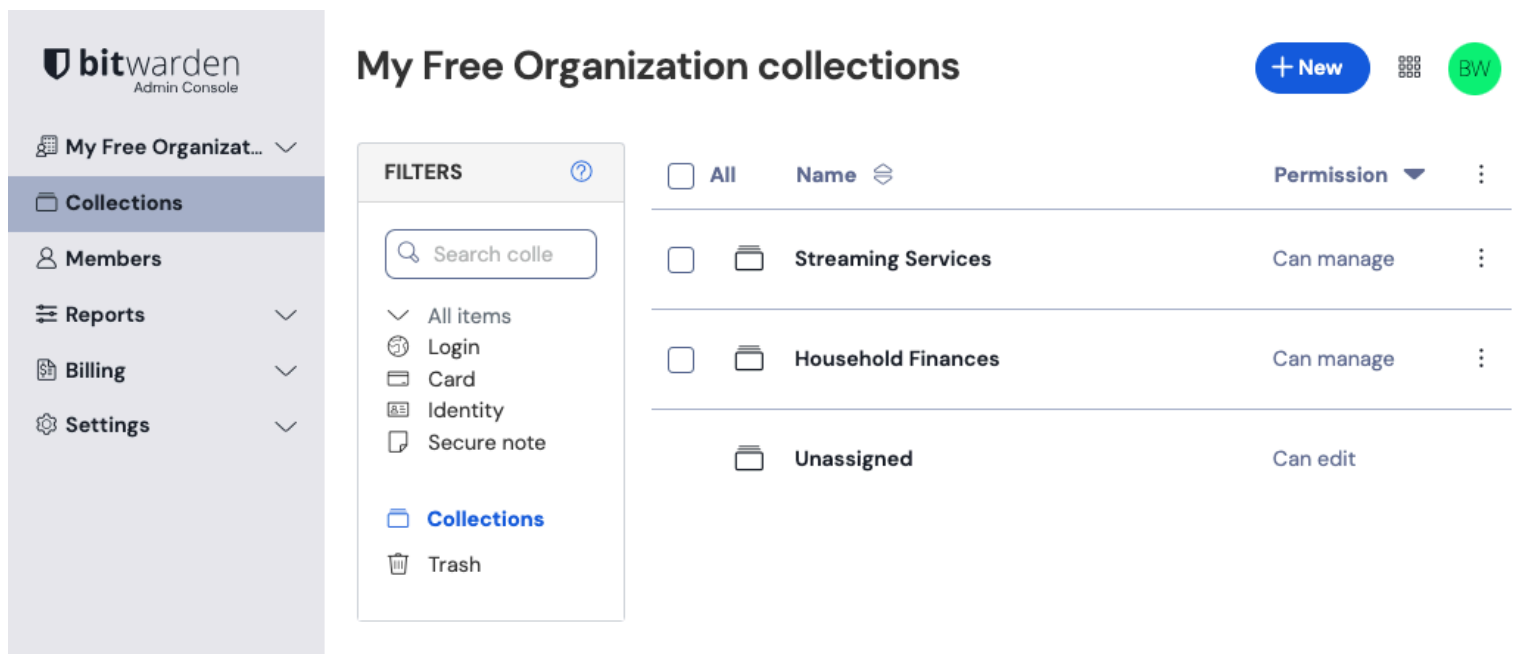 bitwarden
Admin Console
My Free Organizat...
Collections
Members
Reports
Billing
Settings
My Free Organization collections
New
BW
FILTERS
Search colle
All items
Login
Card
Identity
Secure note
Collections
Trash
All Name Permission
Streaming Services Can manage
Household Finances Can manage
Unassigned Can edit